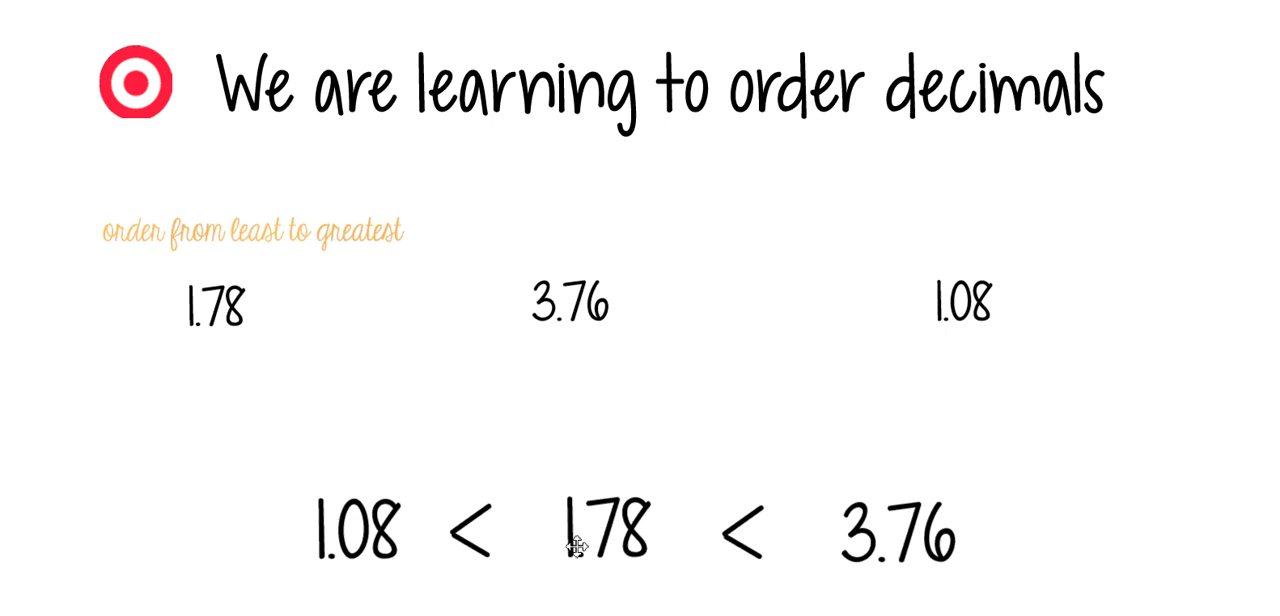 We are learning to order decimals
order from least to greatest
1.78 3.76 1.08
1.08 < 1.78 < 3.76